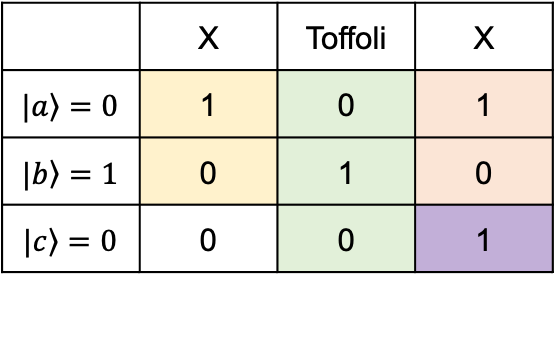 X Toffoli X
|a⟩ = 0 1 0 1
|b⟩ = 1 0 1 0
|c⟩ = 0 0 0 1